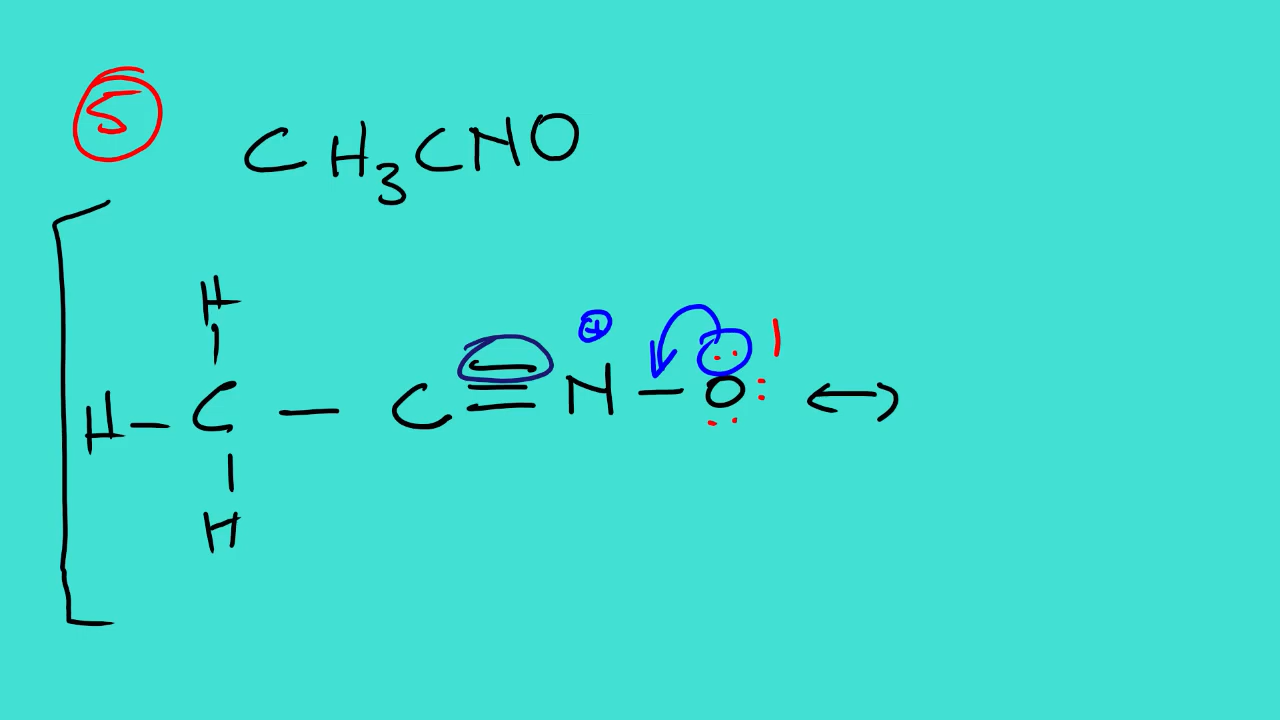 5
CH₃CNO
H
H – C – C ≡ N – O ↔
+
H